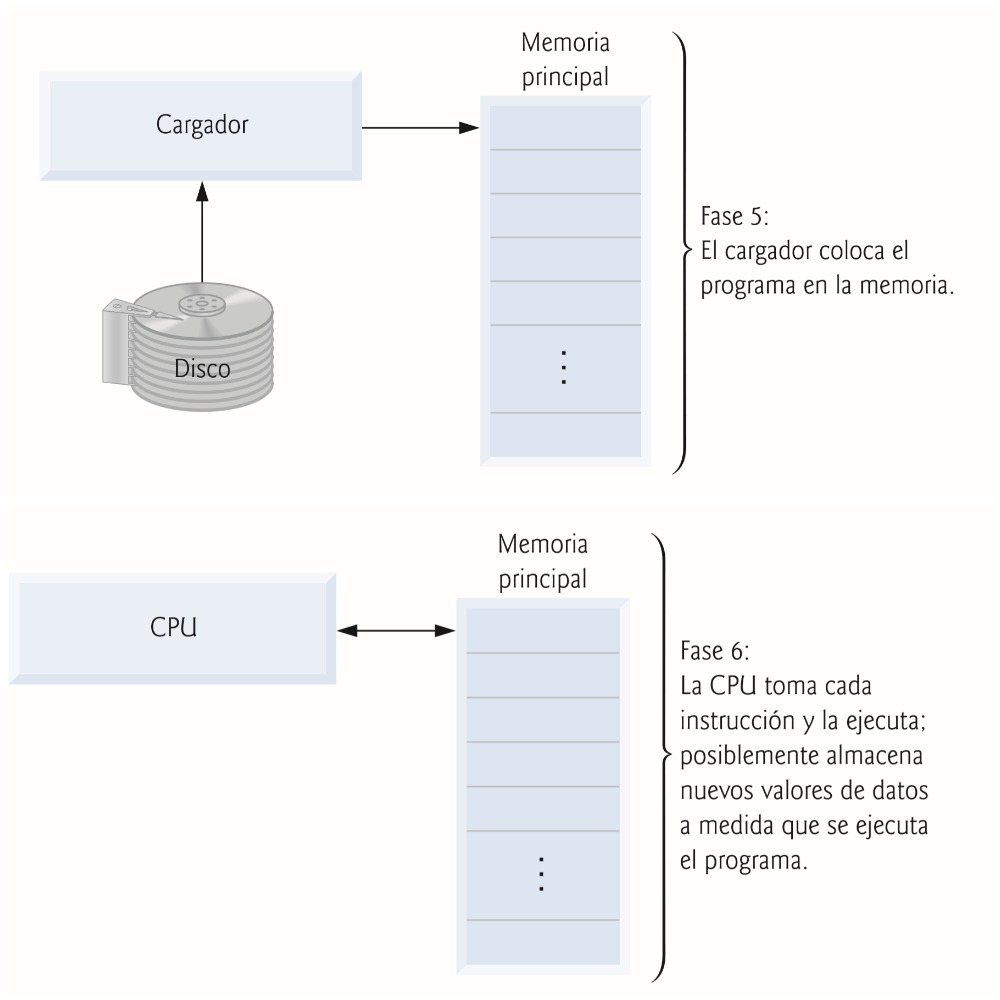 Memoria
principal
Cargador
Disco
Fase 5:
El cargador coloca el
programa en la memoria.
Memoria
principal
CPU
Fase 6:
La CPU toma cada
instrucción y la ejecuta;
posiblemente almacena
nuevos valores de datos
a medida que se ejecuta
el programa.